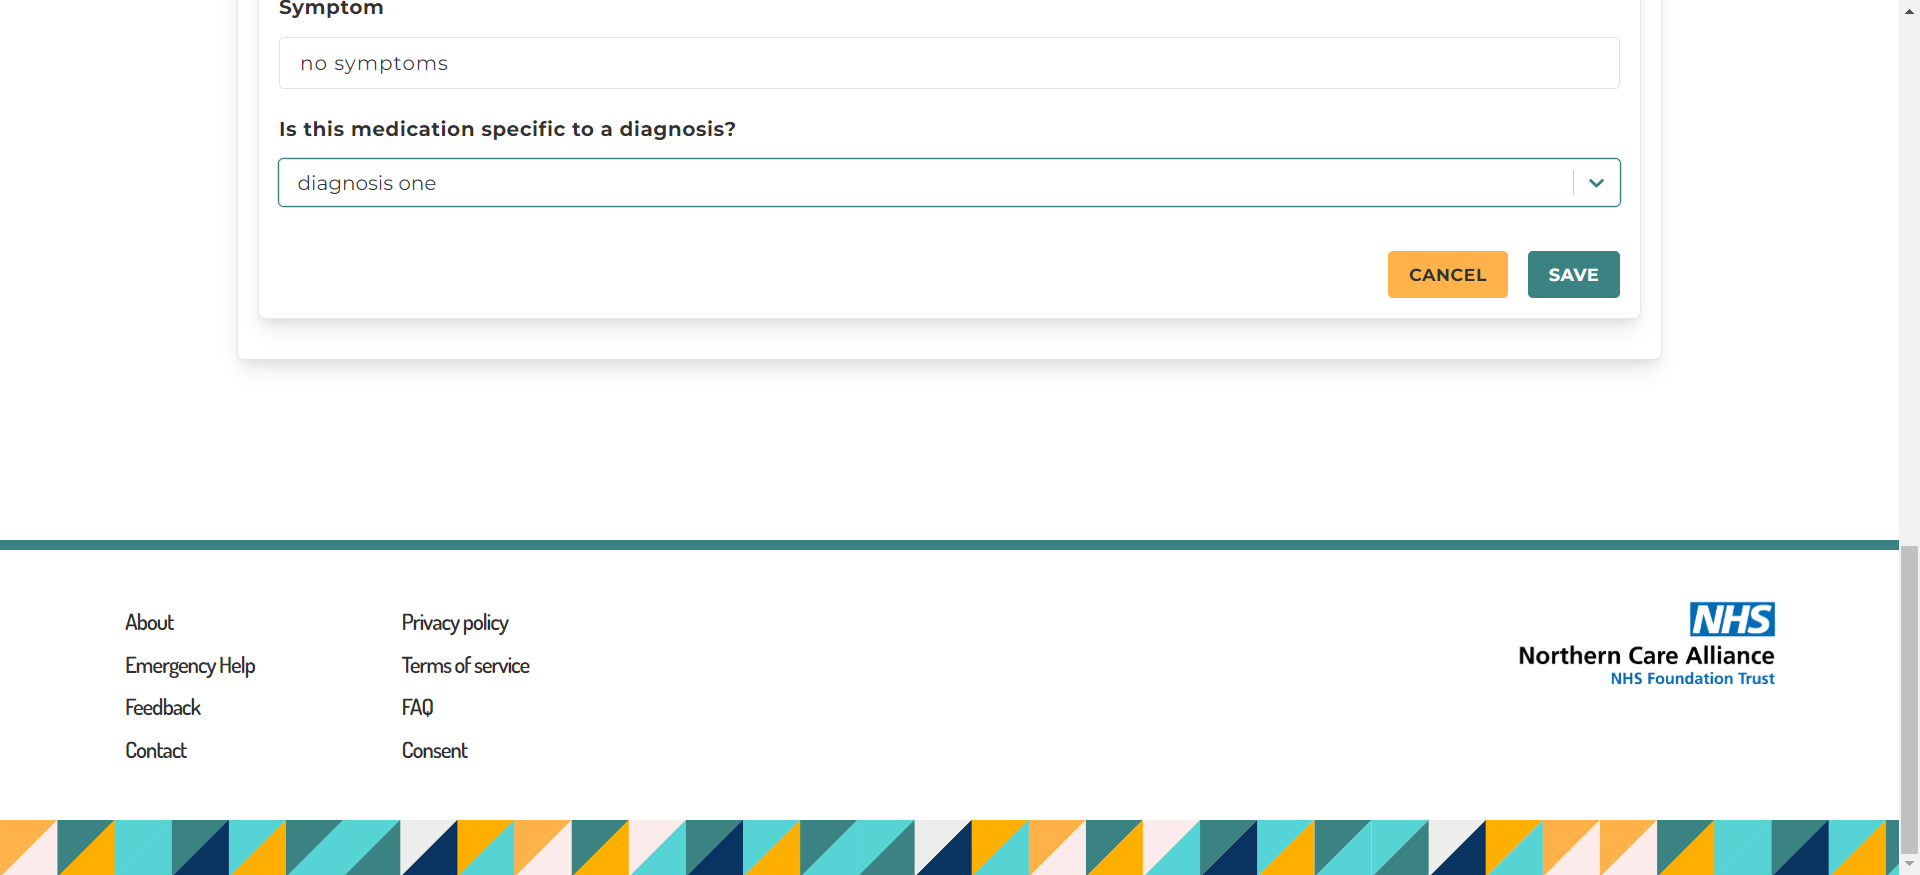 Symptom
no symptoms
Is this medication specific to a diagnosis?
diagnosis one
CANCEL
SAVE
About
Emergency Help
Feedback
Contact
Privacy policy
Terms of service
FAQ
Consent
NHS
Northern Care Alliance
NHS Foundation Trust